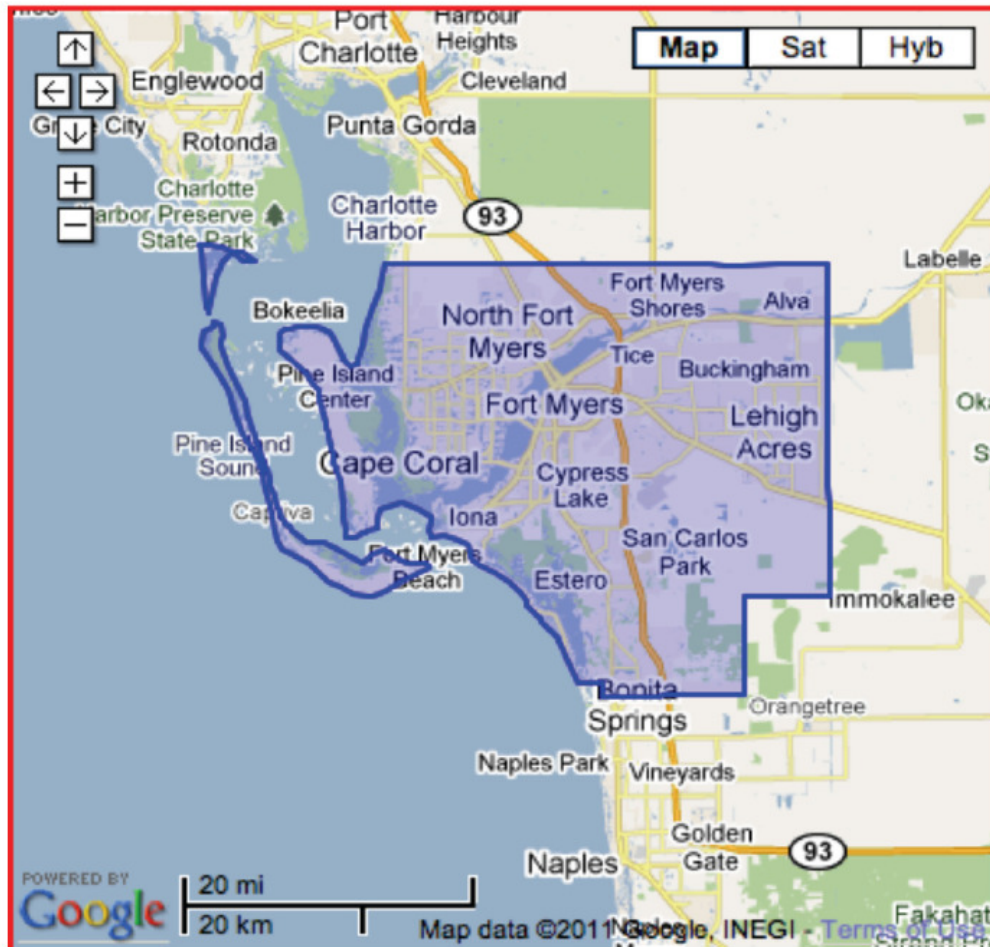 Port
Charlotte
Harbour
Heights
Map
Sat
Hyb
Englewood
Cleveland
City
Punta Gorda
Rotonda
Charlotte
Harbor Preserve
State Park
Charlotte
Harbor
93
Labelle
Fort Myers
Shores
Alva
Bokeelia
North Fort
Myers
Tice
Buckingham
Pine Island
Center
Fort Myers
Lehigh
Acres
Pine Island
Sound
Cape Coral
Cypress
Lake
Captiva
Iona
San Carlos
Park
Fort Myers
Beach
Estero
Immokalee
Bonita
Springs
Orangetree
Naples Park
Vineyards
Golden
Gate
93
Naples
POWERED BY
Google
20 mi
20 km
Map data ©2011 Google, INEGI - Terms of Use